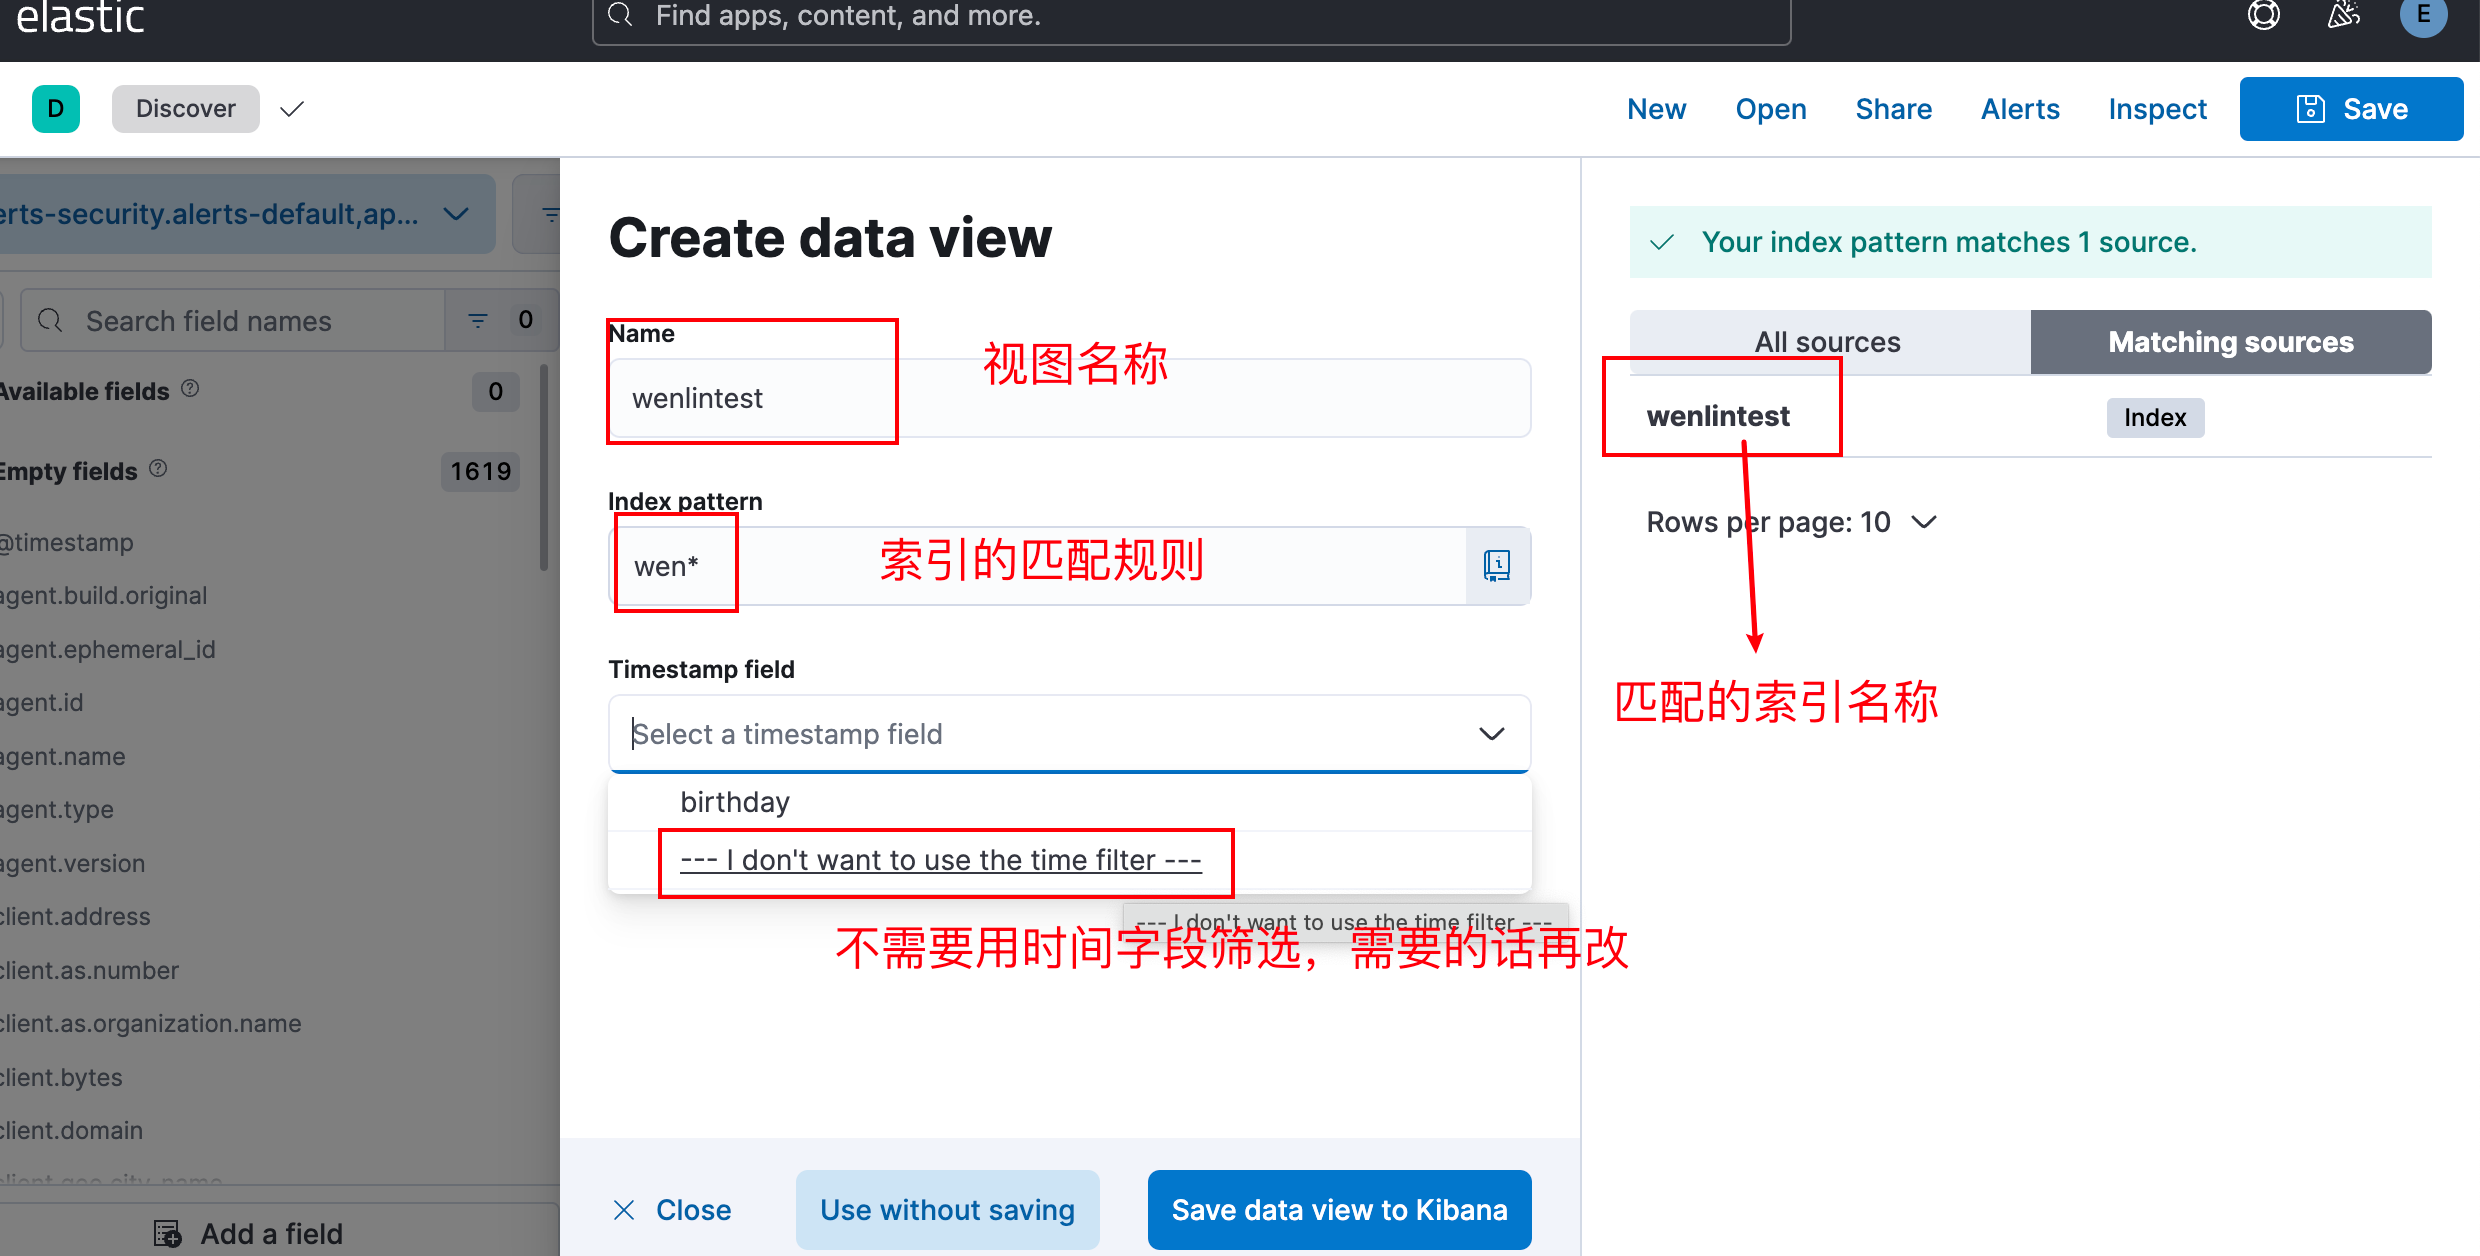 elastic
Find apps, content, and more.
E
D
Discover
New
Open
Share
Alerts
Inspect
Save
erts-security.alerts-default,ap...
Search field names
0
Available fields
0
Empty fields
1619
@timestamp
agent.build.original
agent.ephemeral_id
agent.id
agent.name
agent.type
agent.version
client.address
client.as.number
client.as.organization.name
client.bytes
client.domain
client.geo.city_name
Add a field
Create data view
Name
视图名称
wenlintest
Index pattern
wen*
索引的匹配规则
Timestamp field
Select a timestamp field
birthday
--- I don't want to use the time filter ---
--- I don't want to use the time filter ---
不需要用时间字段筛选，需要的话再改
Close
Use without saving
Save data view to Kibana
Your index pattern matches 1 source.
All sources
Matching sources
wenlintest
Index
Rows per page: 10
匹配的索引名称